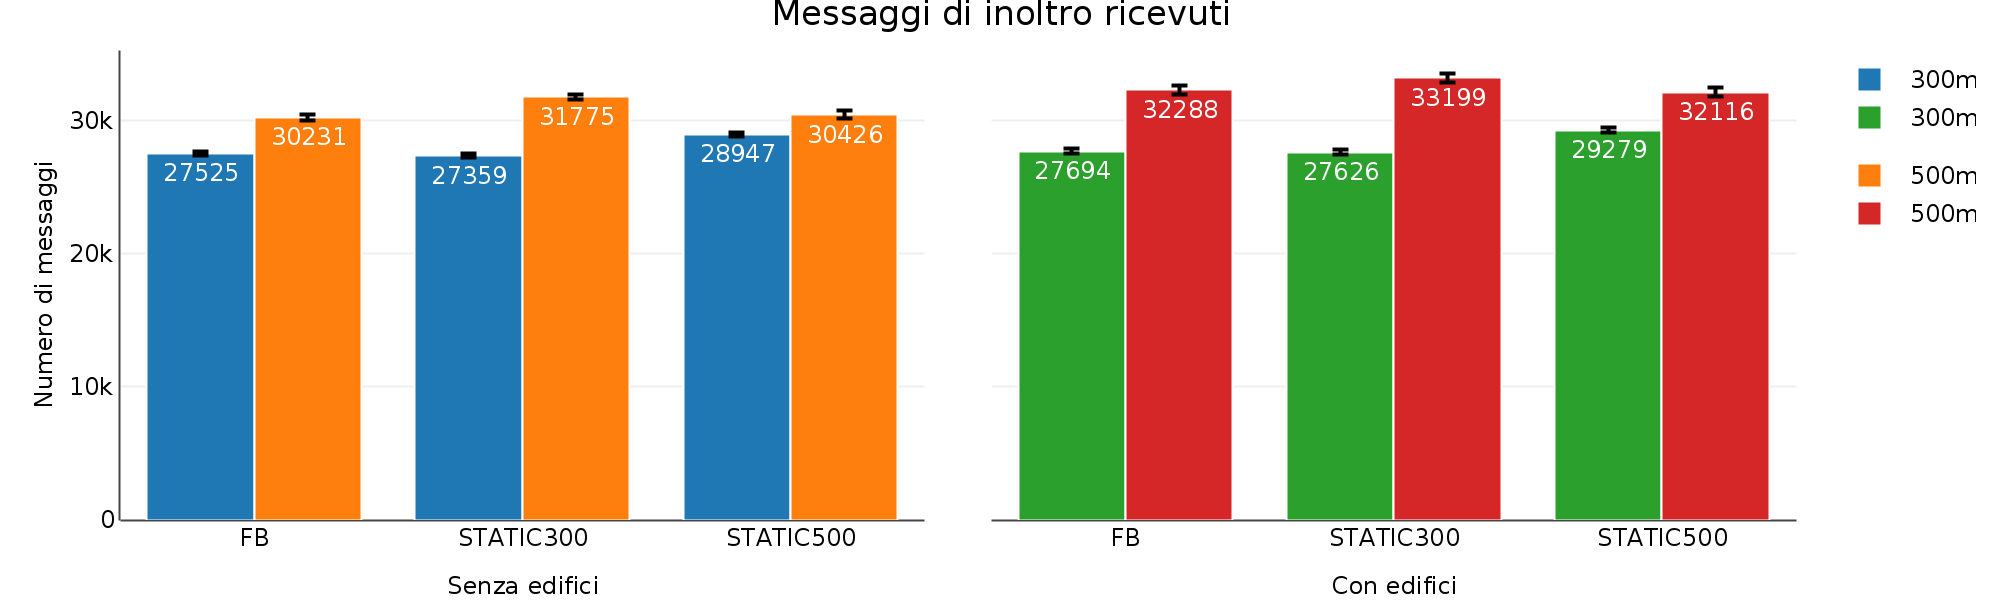 Messaggi di inoltro ricevuti
Numero di messaggi
30k
20k
10k
0
27525
30231
27359
31775
28947
30426
FB
STATIC300
STATIC500
Senza edifici
27694
32288
27626
33199
29279
32116
FB
STATIC300
STATIC500
Con edifici
300m
300m
500m
500m